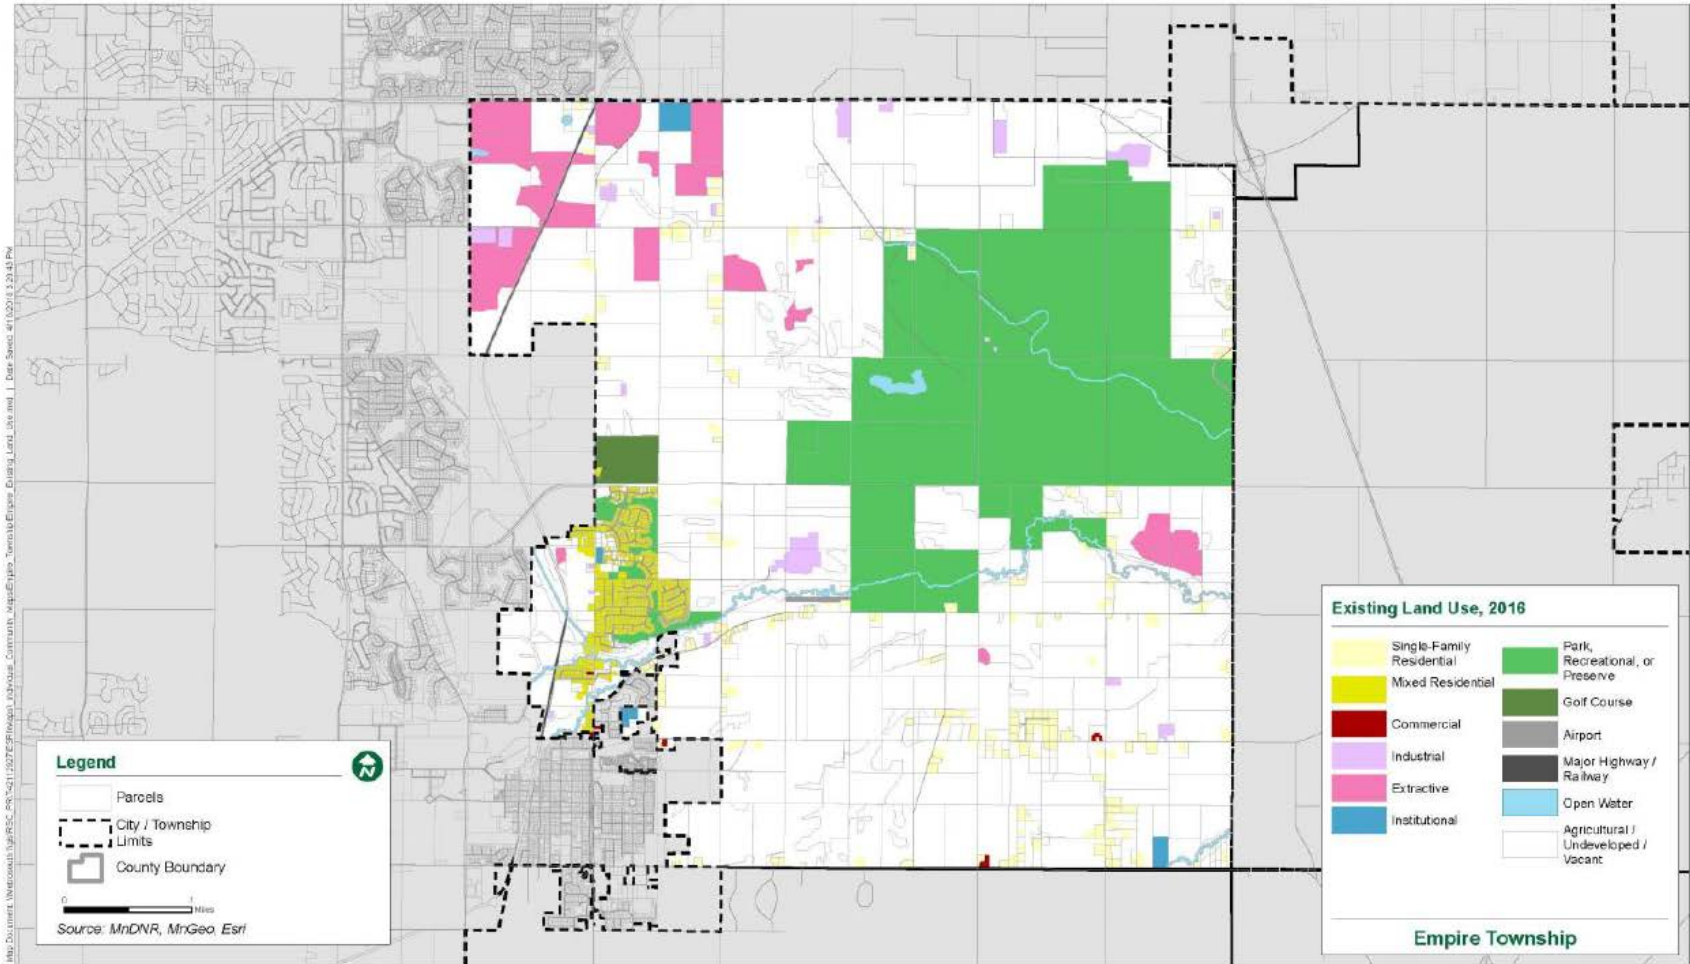 Existing Land Use, 2016
Single-Family
Residential
Mixed Residential
Commercial
Industrial
Extractive
Institutional
Park,
Recreational, or
Preserve
Golf Course
Airport
Major Highway /
Railway
Open Water
Agricultural /
Undeveloped /
Vacant
Empire Township
Legend
N
Parcels
City / Township
Limits
County Boundary
0 1
Miles
Source: MnDNR, MnGeo, Esri